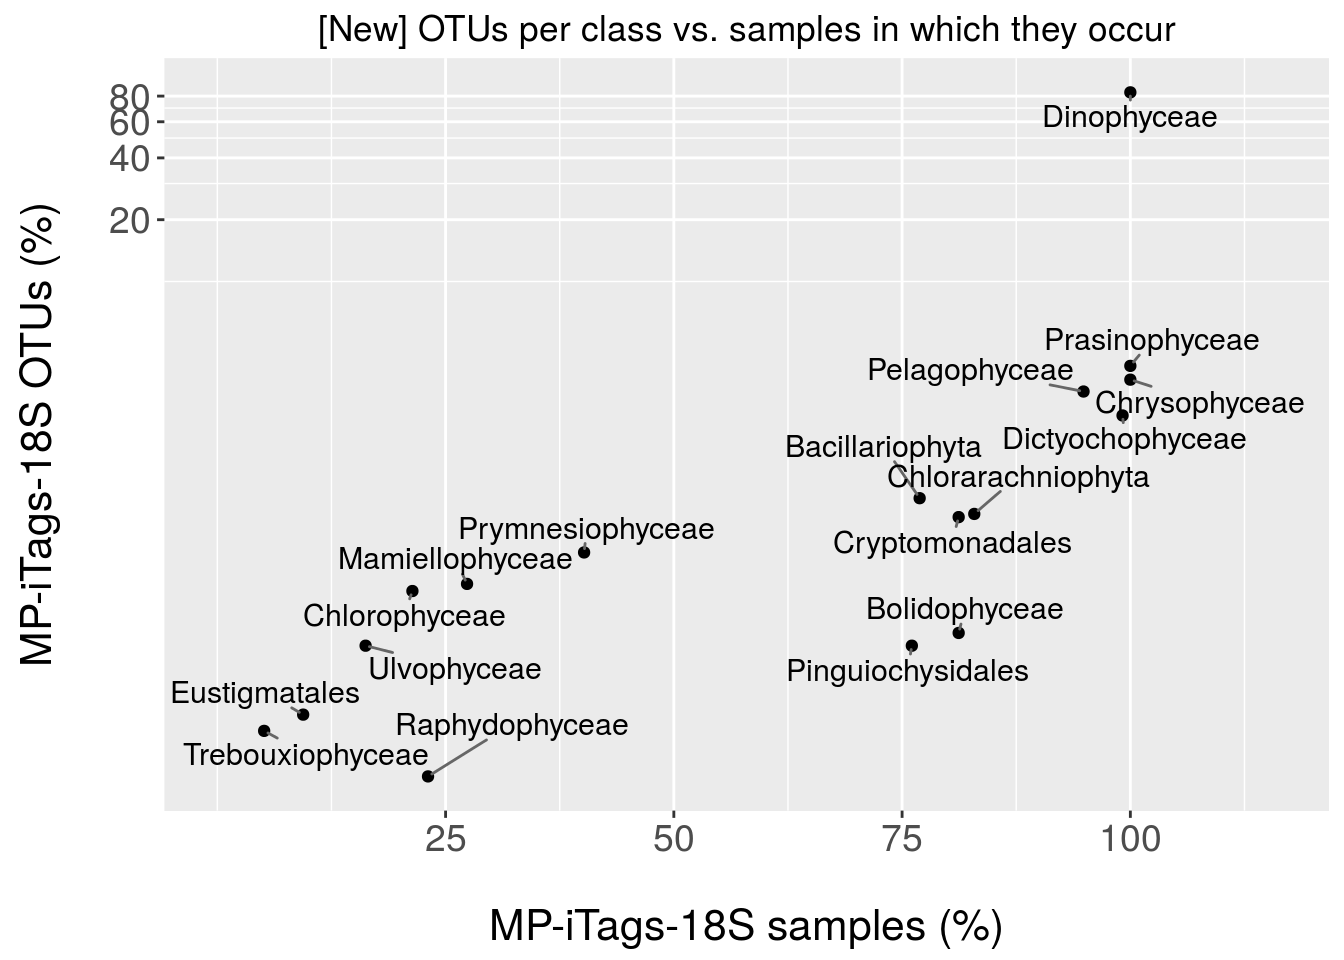 [New] OTUs per class vs. samples in which they occur
80
60
40
20
MP-iTags-18S OTUs (%)
Dinophyceae
Prasinophyceae
Pelagophyceae
Chrysophyceae
Dictyochophyceae
Bacillariophyta
Chlorarachniophyta
Prymnesiophyceae
Cryptomonadales
Mamiellophyceae
Bolidophyceae
Chlorophyceae
Ulvophyceae
Pinguiochysidales
Eustigmatales
Raphydophyceae
Trebouxiophyceae
25
50
75
100
MP-iTags-18S samples (%)